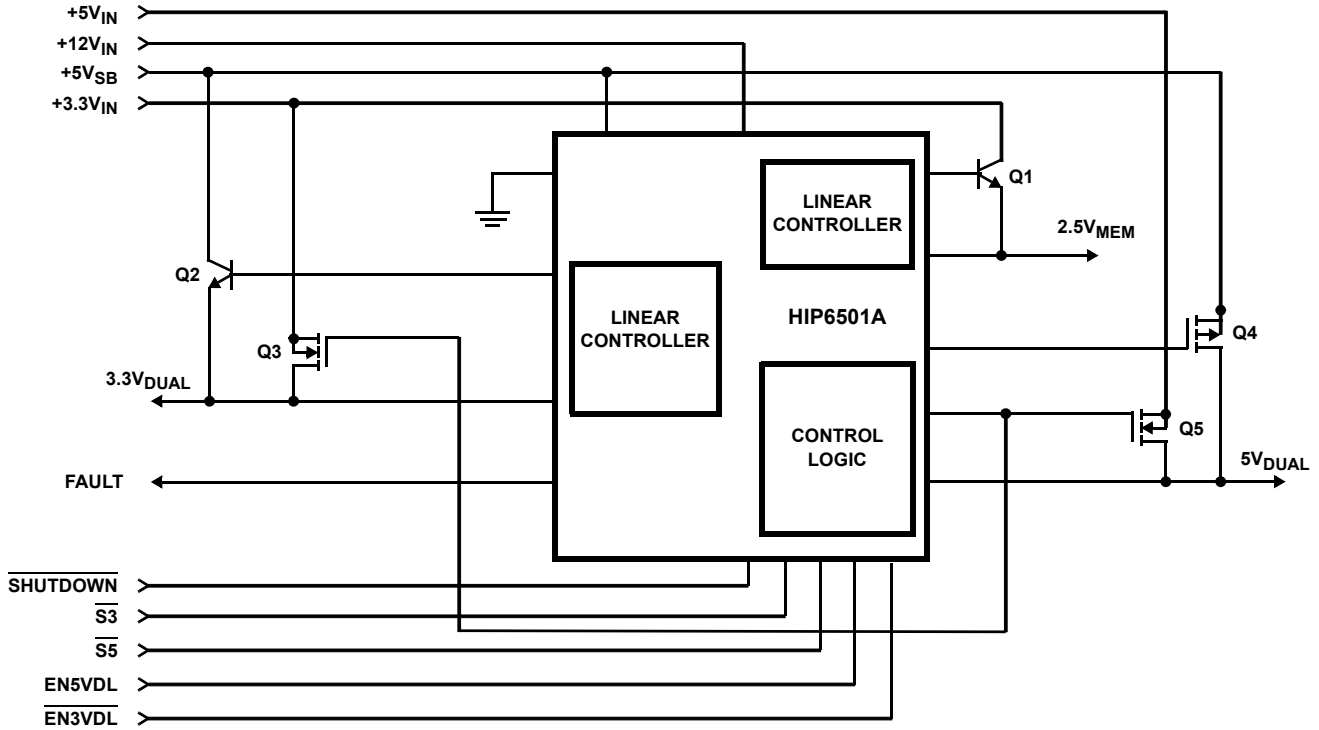 +5VIN
+12VIN
+5VSB
+3.3VIN
Q1
LINEAR
CONTROLLER
2.5VMEM
Q2
LINEAR
CONTROLLER
HIP6501A
Q3
Q4
3.3VDUAL
CONTROL
LOGIC
Q5
FAULT
5VDUAL
SHUTDOWN
S3
S5
EN5VDL
EN3VDL